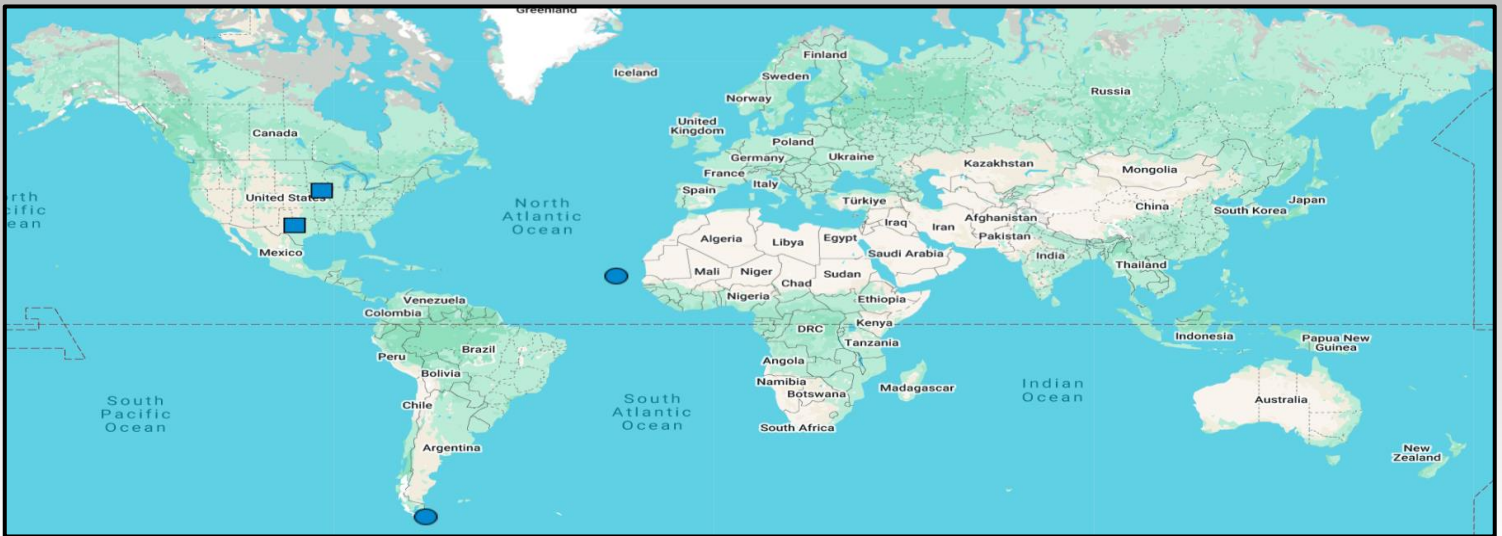 Greenland
Finland
Iceland
Sweden
Russia
Norway
United
Kingdom
Canada
Poland
Germany
Ukraine
Kazakhstan
France
Mongolia
Italy
Spain
United States
Türkiye
Japan
China
South Korea
North
Atlantic
Ocean
Afghanistan
Iraq
Iran
Pakistan
Algeria
Libya
Egypt
Mexico
Saudi Arabia
India
Thailand
Mali
Niger
Sudan
Chad
Nigeria
Ethiopia
Venezuela
Colombia
Kenya
DRC
Tanzania
Indonesia
Papua New
Guinea
Brazil
Peru
Angola
Bolivia
Namibia
Botswana
Madagascar
Indian
Ocean
South
Pacific
Ocean
South
Atlantic
Ocean
Chile
Australia
South Africa
Argentina
New
Zealand
rth
cific
ean